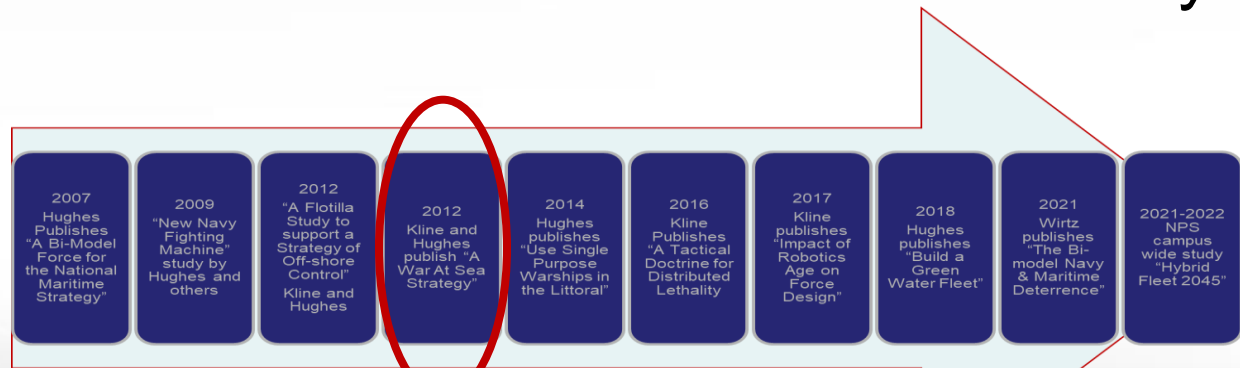 2007
Hughes
Publishes
“A Bi-Model
Force for
the National
Maritime
Strategy”
2009
“New Navy
Fighting
Machine”
study by
Hughes and
others
2012
“A Flotilla
Study to
support a
Strategy of
Off-shore
Control”
Kline and
Hughes
2012
Kline and
Hughes
publish “A
War At Sea
Strategy”
2014
Hughes
publishes
“Use Single
Purpose
Warships in
the Littoral”
2016
Kline
Publishes
“A Tactical
Doctrine for
Distributed
Lethality
2017
Kline
publishes
“Impact of
Robotics
Age on
Force
Design”
2018
Hughes
publishes
“Build a
Green
Water Fleet”
2021
Wirtz
publishes
“The Bi-
model Navy
& Maritime
Deterrence”
2021-2022
NPS
campus
wide study
“Hybrid
Fleet 2045”